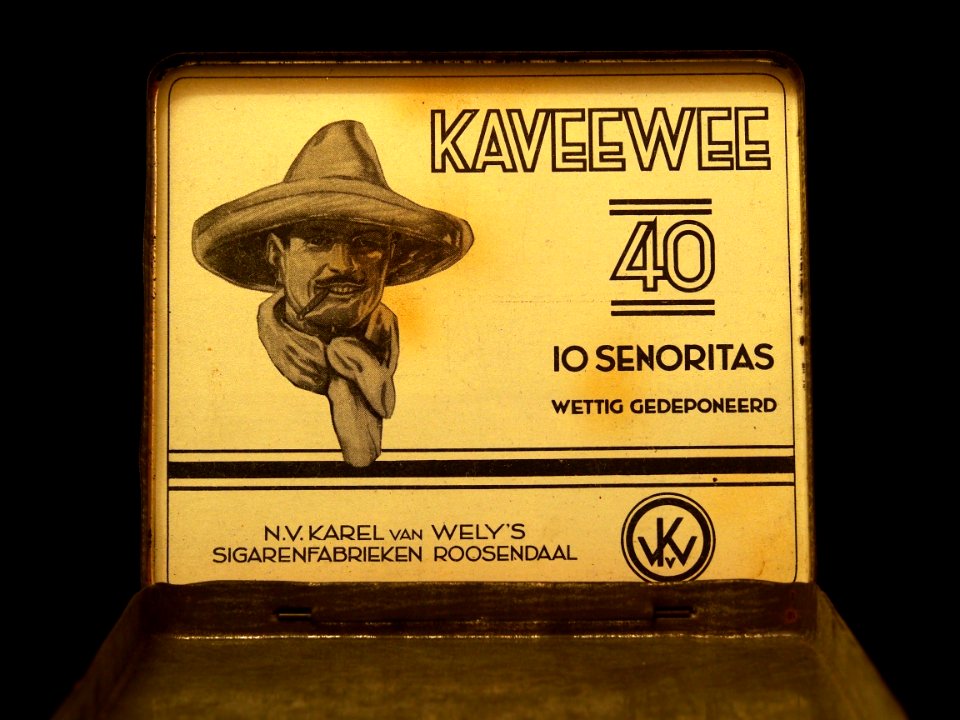 KAVEEWEE
40
10 SENORITAS
WETTIG GEDEPONEERD
N.V. KAREL VAN WELY'S
SIGARENFABRIEKEN ROOSENDAAL
KVW